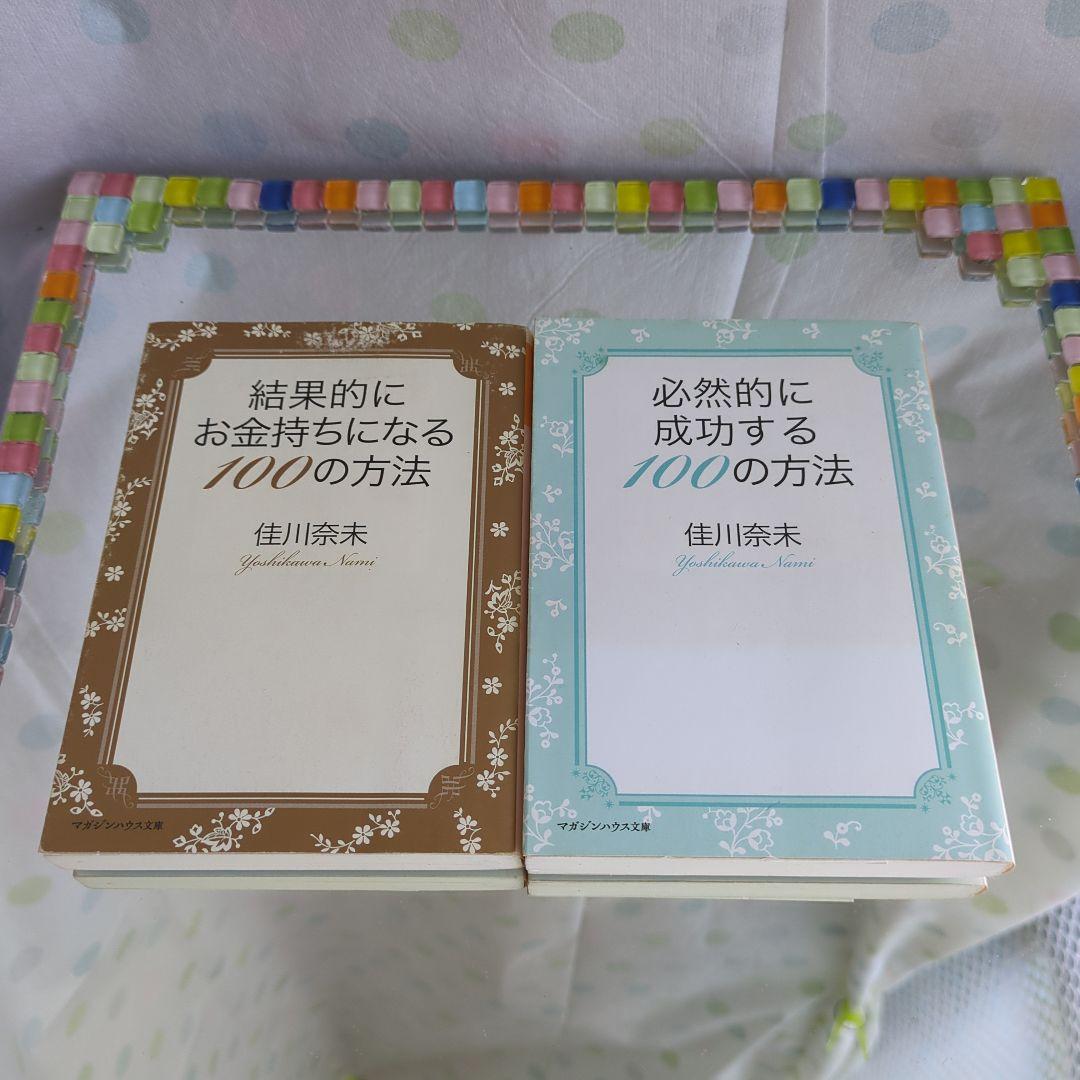 結果的に
お金持ちになる
100の方法
佳川奈未
Yoshikawa Nami
マガジンハウス文庫
必然的に
成功する
100の方法
佳川奈未
Yoshikawa Nami
マガジンハウス文庫